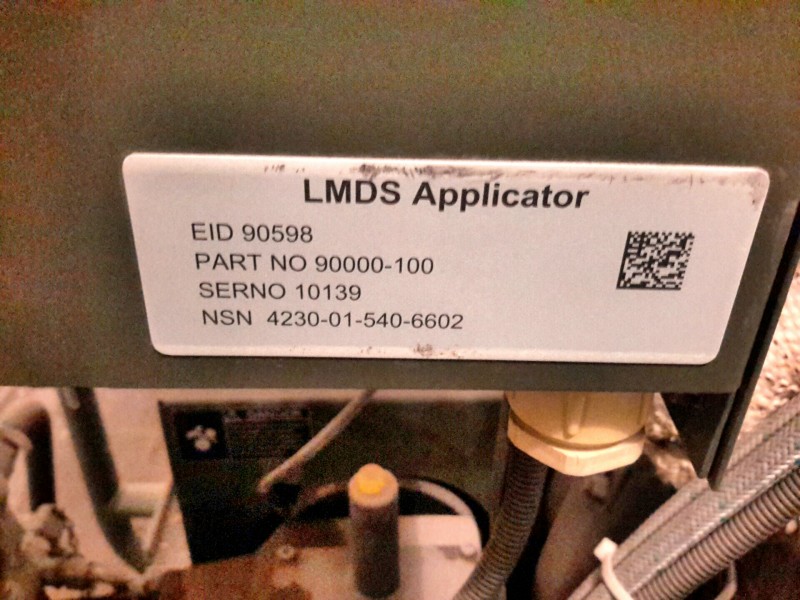 LMDS Applicator
EID 90598
PART NO 90000-100
SERNO 10139
NSN 4230-01-540-6602